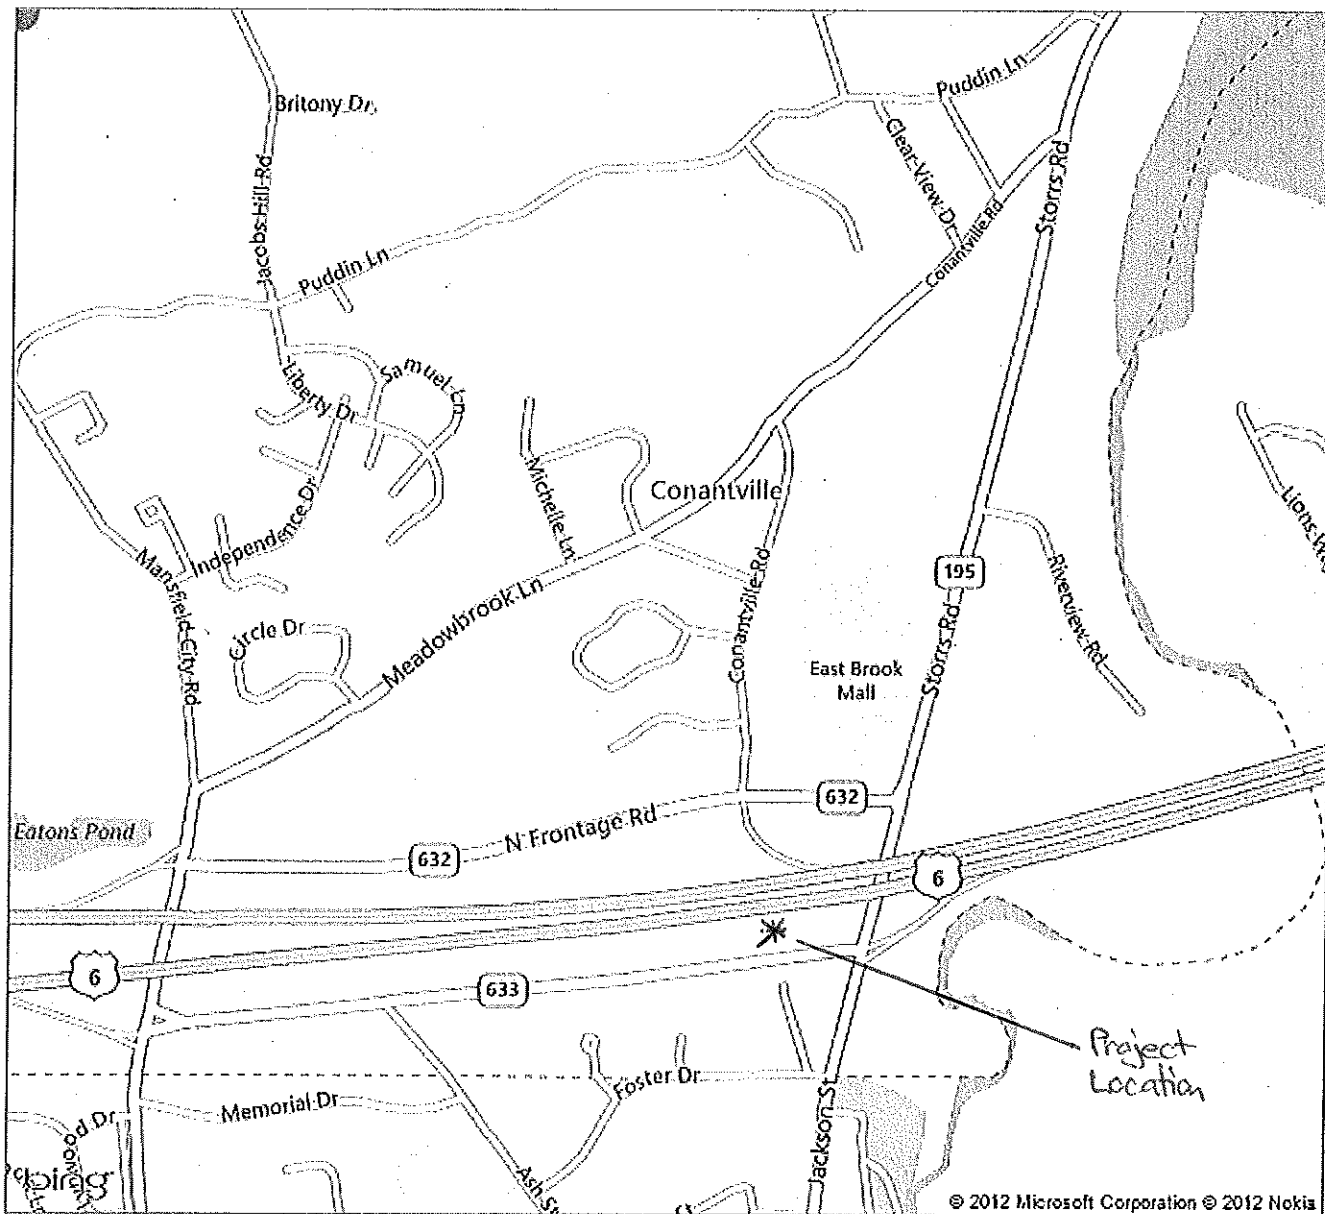 Puddin Ln
Britony Dr
Clear View Dr
Storrs Rd
Jacobs Hill Rd
Conantville Rd
Puddin Ln
Samuel Ln
Liberty Dr
Michelle Ln
Conantville
Lions
Independence Dr
Mansfield City Rd
Conantville Rd
195
Riverview Rd
Meadowbrook Ln
Circle Dr
East Brook
Mall
Storrs Rd
632
N Frontage Rd
Eatons Pond
632
6
6
633
Project
Location
Foster Dr
Memorial Dr
Jackson St
Ash St
bing
© 2012 Microsoft Corporation © 2012 Nokia